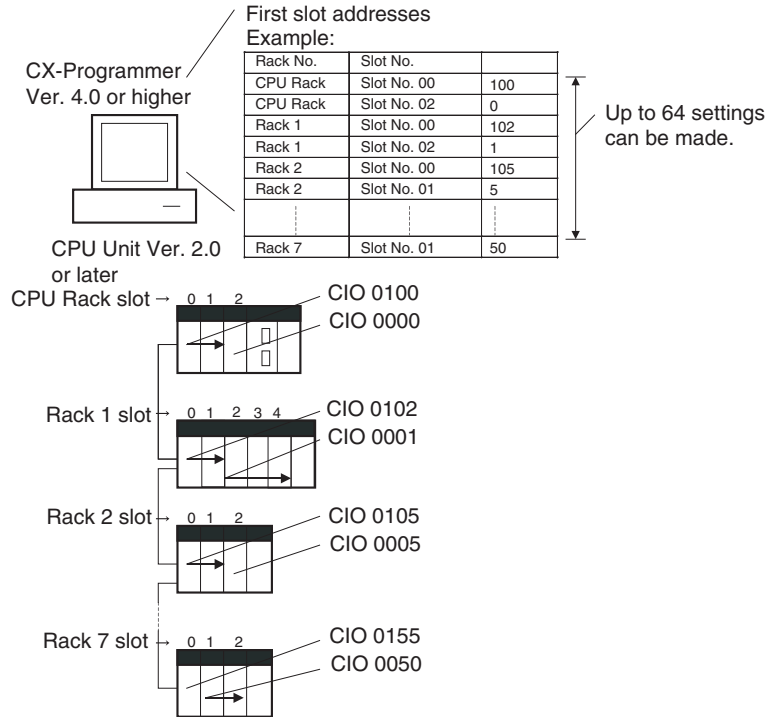 First slot addresses
Example:
CX-Programmer
Ver. 4.0 or higher
Rack No. Slot No.
CPU Rack Slot No. 00 100
CPU Rack Slot No. 02 0
Rack 1 Slot No. 00 102
Rack 1 Slot No. 02 1
Rack 2 Slot No. 00 105
Rack 2 Slot No. 01 5
Rack 7 Slot No. 01 50
Up to 64 settings
can be made.
CPU Unit Ver. 2.0
or later
CPU Rack slot → 0 1 2
CIO 0100
CIO 0000
Rack 1 slot → 0 1 2 3 4
CIO 0102
CIO 0001
Rack 2 slot → 0 1 2
CIO 0105
CIO 0005
Rack 7 slot → 0 1 2
CIO 0155
CIO 0050